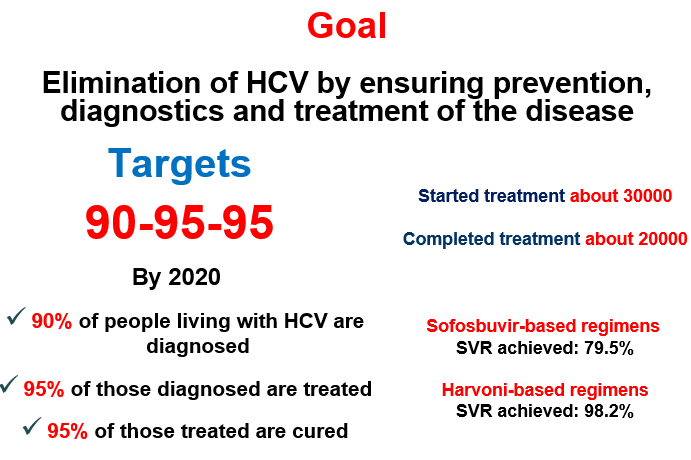 Goal
Elimination of HCV by ensuring prevention,
diagnostics and treatment of the disease
Targets
90-95-95
By 2020
90% of people living with HCV are
diagnosed
95% of those diagnosed are treated
95% of those treated are cured
Started treatment about 30000
Completed treatment about 20000
Sofosbuvir-based regimens
SVR achieved: 79.5%
Harvoni-based regimens
SVR achieved: 98.2%